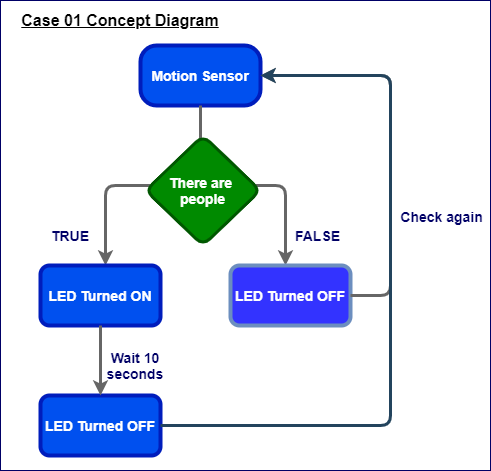 Case 01 Concept Diagram
Motion Sensor
There are
people
TRUE
FALSE
Check again
LED Turned ON
LED Turned OFF
Wait 10
seconds
LED Turned OFF